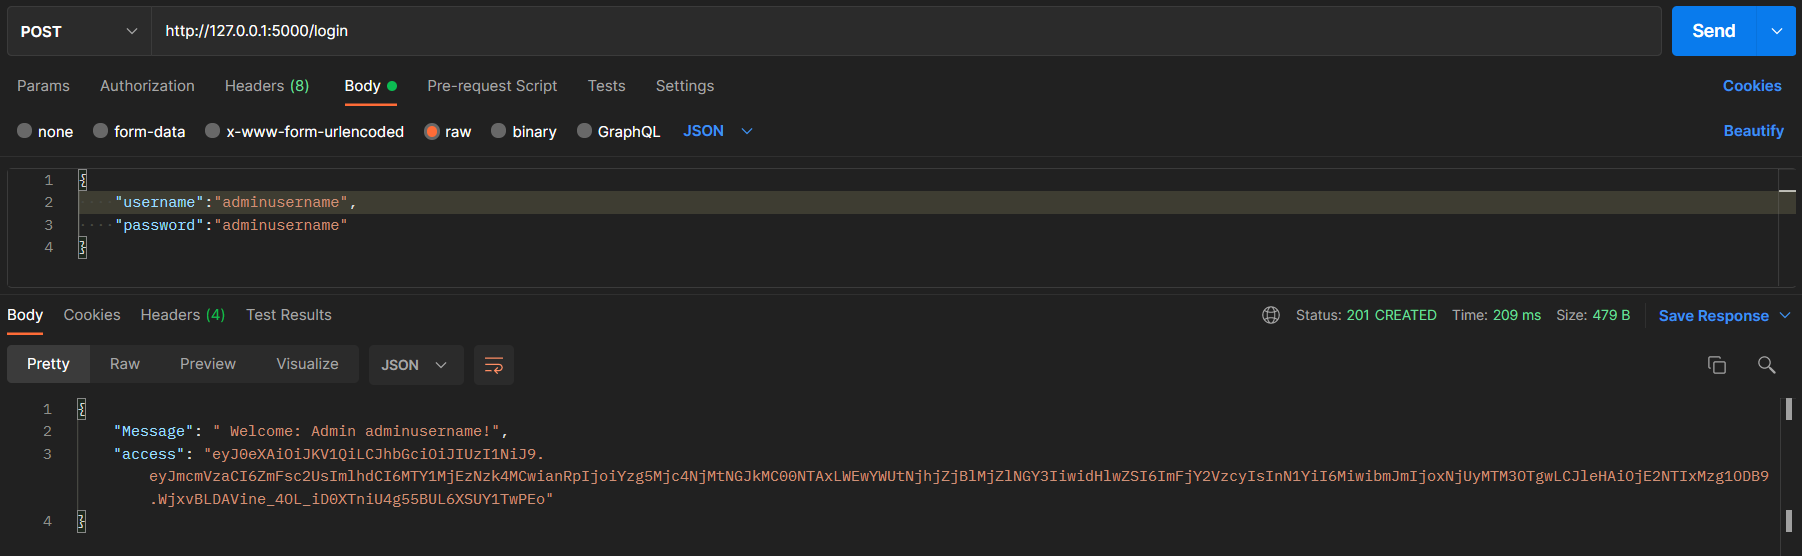 POST http://127.0.0.1:5000/login Send
Params Authorization Headers (8) Body Pre-request Script Tests Settings Cookies
none form-data x-www-form-urlencoded raw binary GraphQL JSON Beautify
1 {
2 "username":"adminusername",
3 "password":"adminusername"
4 }
Body Cookies Headers (4) Test Results Status: 201 CREATED Time: 209 ms Size: 479 B Save Response
Pretty Raw Preview Visualize JSON
1 {
2 "Message": " Welcome: Admin adminusername!",
3 "access": "eyJ0eXAiOiJKV1QiLCJhbGciOiJIUzI1NiJ9.
eyJmcmVzaCI6ZmFsc2UsImlhdCI6MTY1MjEzNzk4MCwianRpIjoiYzg5Mjc4NjMtNGJkMC00NTAxLWEwYWUtNjhjZjBlMjZlNGY3IiwidHlwZSI6ImFjY2VzcyIsInN1YiI6MiwibmJmIjoxNjUyMTM3OTgwLCJleHAiOjE2NTIxMzg1ODB9
.WjxvBLDAVine_4OL_iD0XTniU4g55BUL6XSUY1TwPEo"
4 }